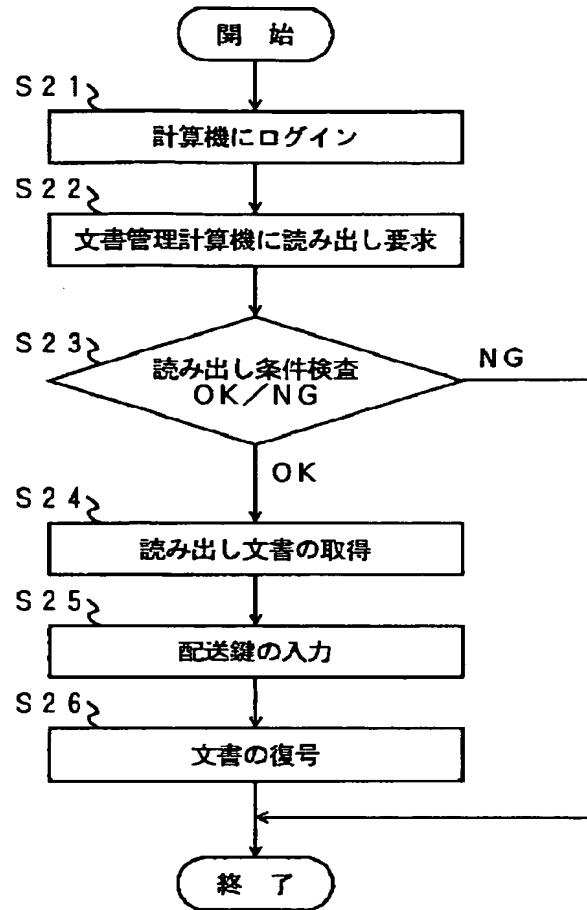 開 始
S21
計算機にログイン
S22
文書管理計算機に読み出し要求
S23
読み出し条件検査
OK/NG
NG
OK
S24
読み出し文書の取得
S25
配送鍵の入力
S26
文書の復号
終 了